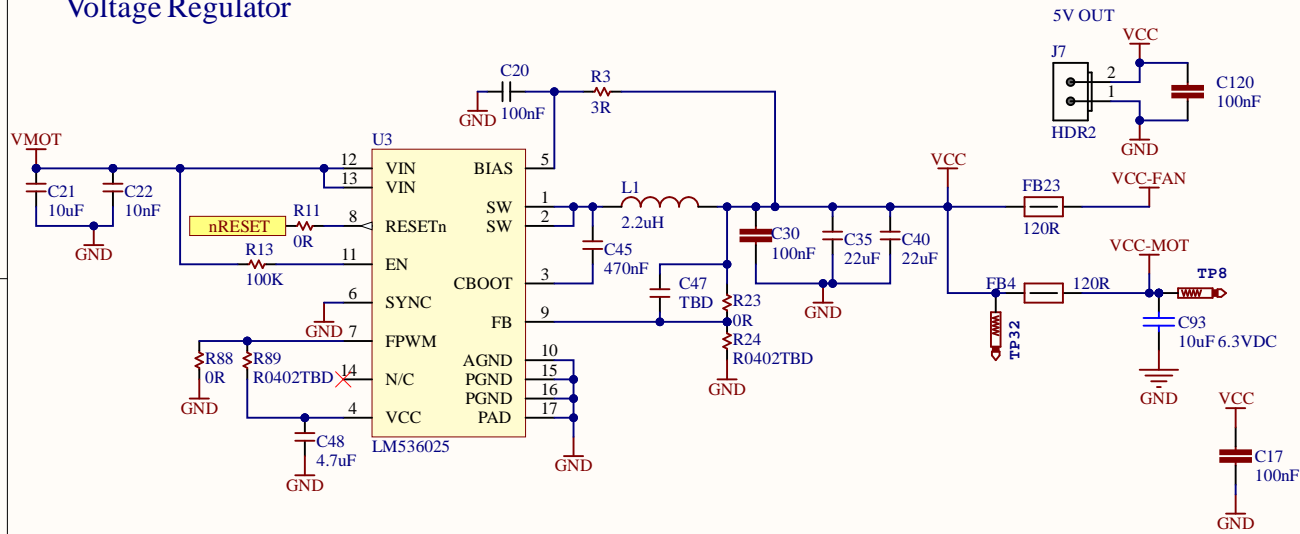 Voltage Regulator
5V OUT
VCC
J7
2
1
HDR2
C120
100nF
GND
C20
100nF
GND
R3
3R
VMOT
C21
10uF
C22
10nF
GND
nRESET
R11
0R
R13
100K
GND
U3
12
VIN
13
VIN
8
RESETn
11
EN
6
SYNC
7
FPWM
14
N/C
4
VCC
BIAS
5
SW
1
SW
2
CBOOT
3
FB
9
AGND
10
PGND
15
PGND
16
PAD
17
LM536025
R88
0R
GND
R89
R0402TBD
C48
4.7uF
GND
GND
L1
2.2uH
C45
470nF
C47
TBD
R23
0R
R24
R0402TBD
GND
C30
100nF
C35
22uF
C40
22uF
GND
VCC
FB23
120R
VCC-FAN
VCC-MOT
FB4
120R
TP8
TP32
C93
10uF 6.3VDC
GND
VCC
C17
100nF
GND